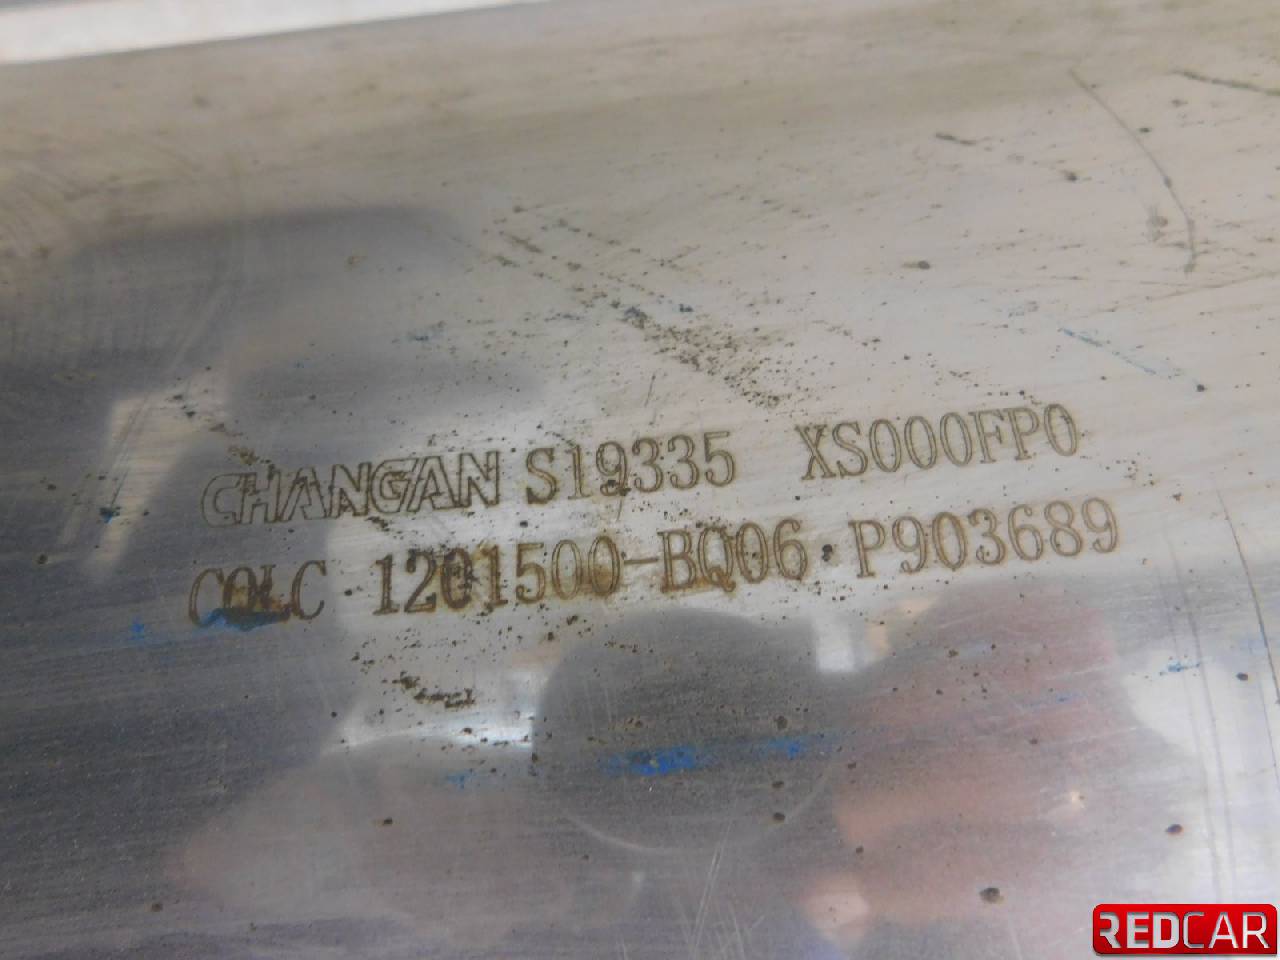 CHANGAN S19335 XS000FP0
COLC 1201500-BQ06 P903689
REDCAR